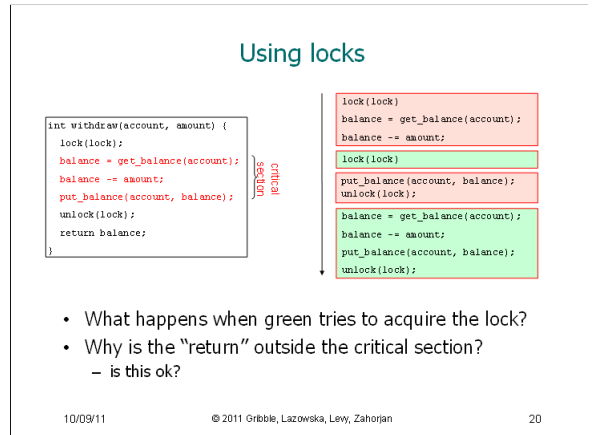 Using locks
int withdraw(account, amount) {
lock(lock);
balance = get_balance(account);
balance -= amount;
put_balance(account, balance);
unlock(lock);
return balance;
}
critical
section
lock(lock)
balance = get_balance(account);
balance -= amount;
lock(lock)
put_balance(account, balance);
unlock(lock);
balance = get_balance(account);
balance -= amount;
put_balance(account, balance);
unlock(lock);
• What happens when green tries to acquire the lock?
• Why is the “return” outside the critical section?
– is this ok?
10/09/11
© 2011 Gribble, Lazowska, Levy, Zahorjan
20